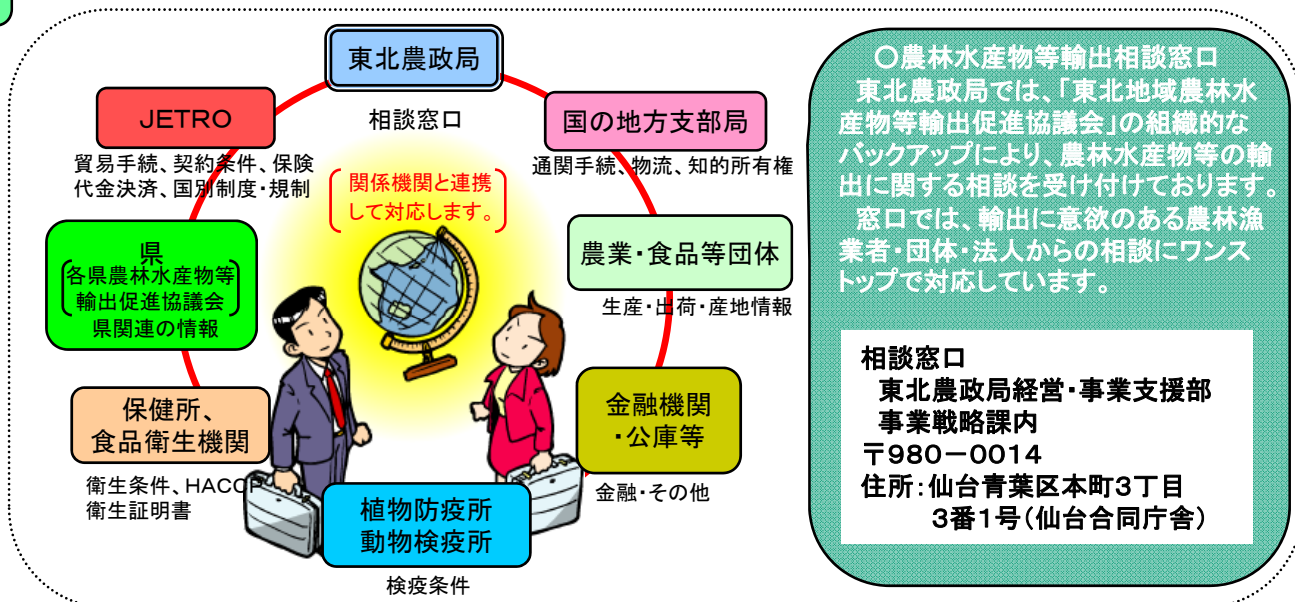 東北農政局
相談窓口
JETRO
貿易手続、契約条件、保険
代金決済、国別制度・規制
国の地方支部局
通関手続、物流、知的所有権
関係機関と連携
して対応します。
県
各県農林水産物等
輸出促進協議会
県関連の情報
農業・食品等団体
生産・出荷・産地情報
保健所、
食品衛生機関
衛生条件、HACCP
衛生証明書
金融機関
・公庫等
金融・その他
植物防疫所
動物検疫所
検疫条件
○農林水産物等輸出相談窓口
東北農政局では、「東北地域農林水
産物等輸出促進協議会」の組織的な
バックアップにより、農林水産物等の輸
出に関する相談を受け付けております。
窓口では、輸出に意欲のある農林漁
業者・団体・法人からの相談にワンス
トップで対応しています。
相談窓口
東北農政局経営・事業支援部
事業戦略課内
〒980-0014
住所:仙台青葉区本町3丁目
3番1号(仙台合同庁舎)